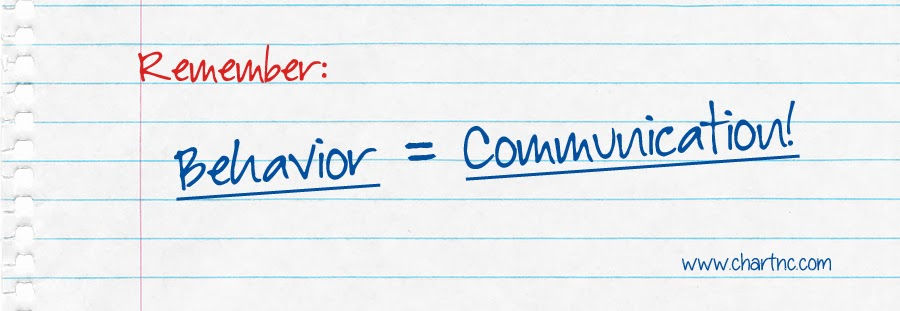 Remember:
Behavior = Communication!
www.chartnc.com